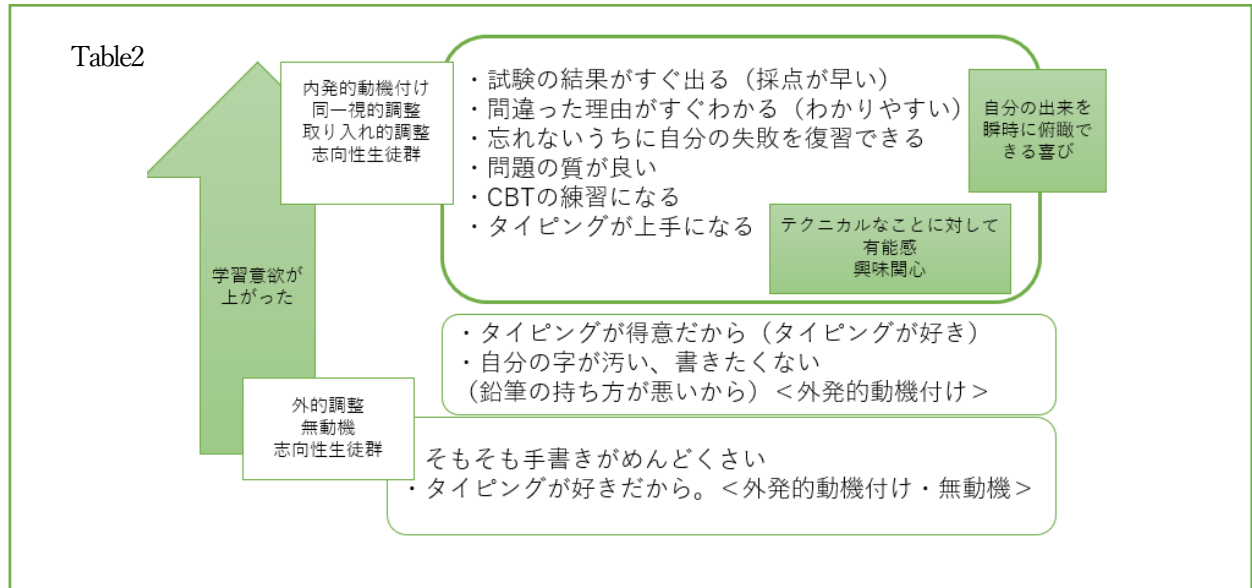 Table2
内発的動機付け
同一視的調整
取り入れ的調整
志向性生徒群
・試験の結果がすぐ出る（採点が早い）
・間違った理由がすぐわかる（わかりやすい）
・忘れないうちに自分の失敗を復習できる
・問題の質が良い
・CBTの練習になる
・タイピングが上手になる
自分の出来を
瞬時に俯瞰で
きる喜び
テクニカルなことに対して
有能感
興味関心
学習意欲が
上がった
・タイピングが得意だから（タイピングが好き）
・自分の字が汚い、書きたくない
（鉛筆の持ち方が悪いから）＜外発的動機付け＞
外的調整
無動機
志向性生徒群
そもそも手書きがめんどくさい
・タイピングが好きだから。＜外発的動機付け・無動機＞